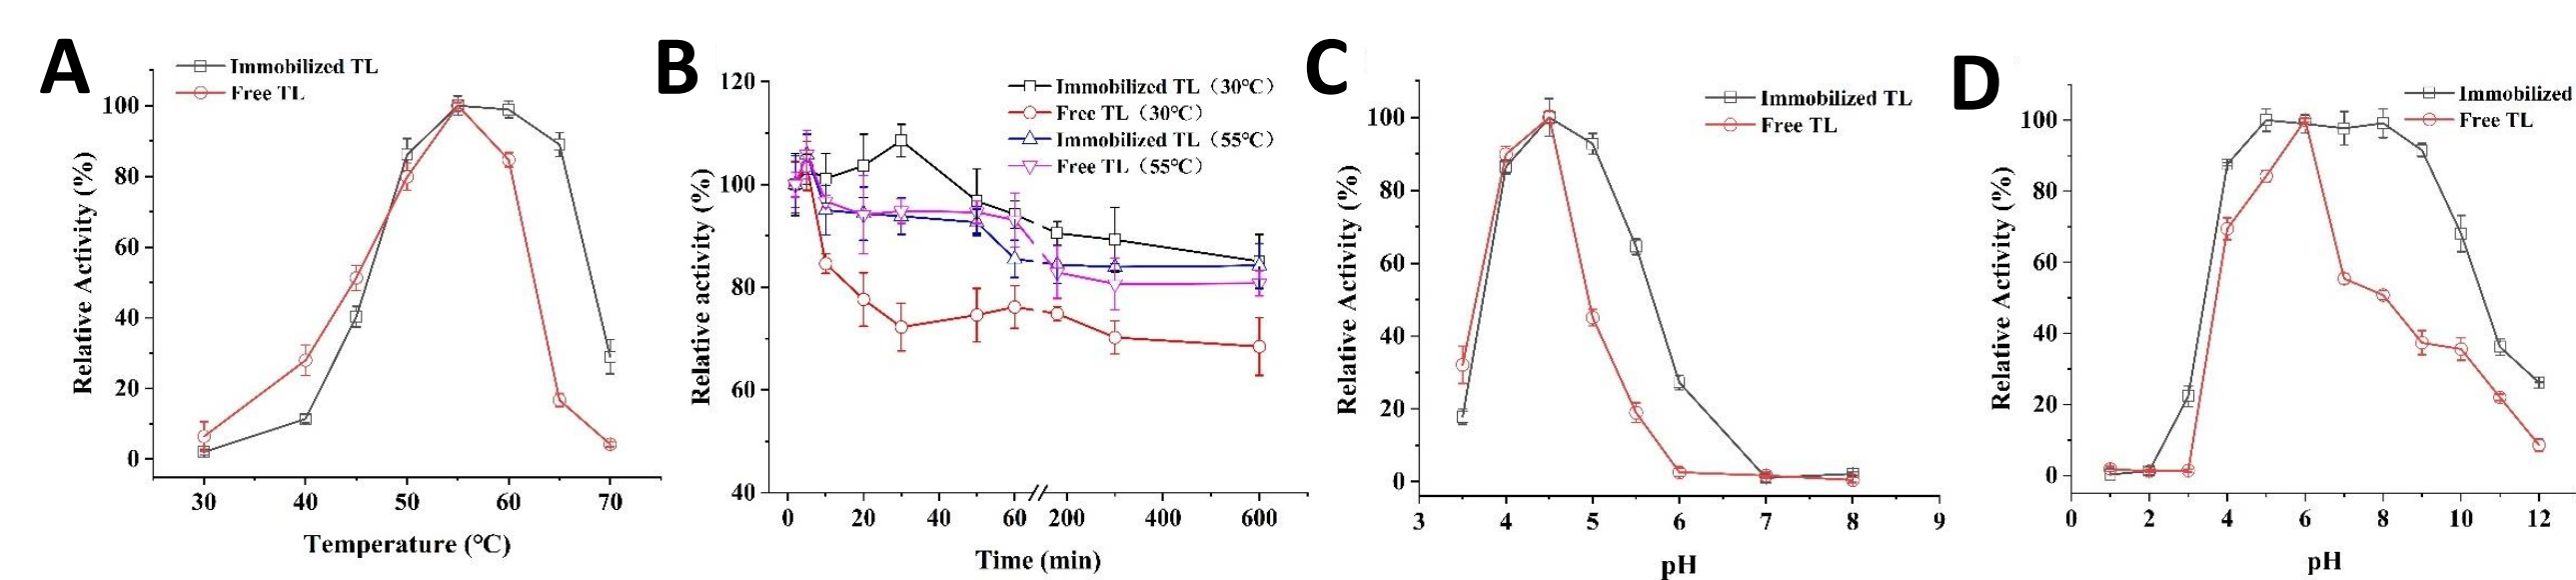 A
Immobilized TL
Free TL
100
80
60
40
20
0
Relative Activity (%)
30 40 50 60 70
Temperature (℃)
B
Immobilized TL（30℃）
Free TL（30℃）
Immobilized TL（55℃）
Free TL（55℃）
120
100
80
60
40
Relative activity (%)
0 20 40 60 200 400 600
Time (min)
C
Immobilized TL
Free TL
100
80
60
40
20
0
Relative Activity (%)
3 4 5 6 7 8 9
pH
D
Immobilized
Free TL
100
80
60
40
20
0
Relative Activity (%)
0 2 4 6 8 10 12
pH